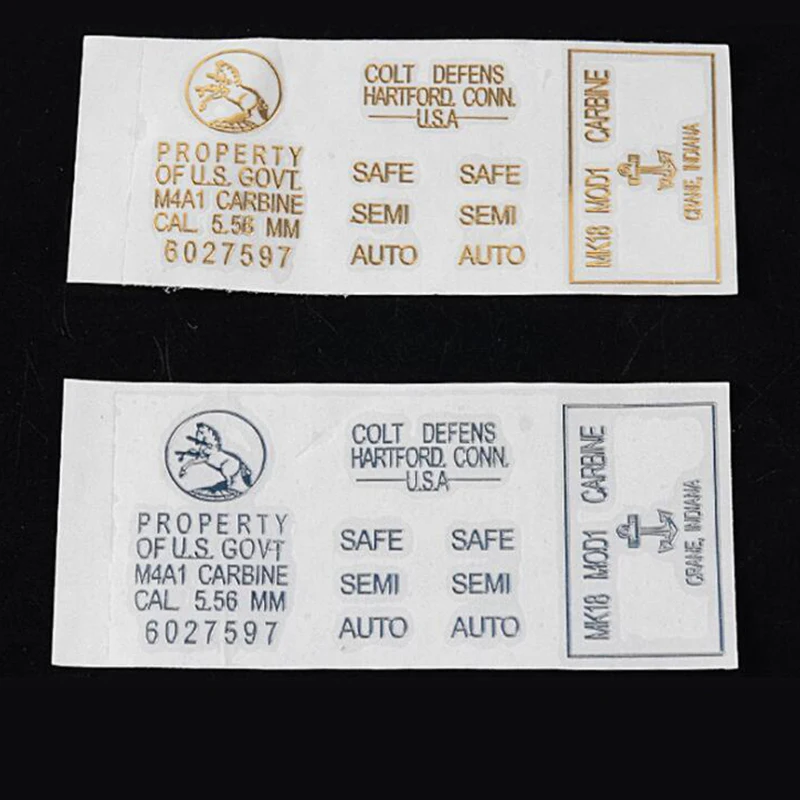 COLT DEFENS
HARTFORD. CONN.
U.S.A
PROPERTY
OF U.S. GOVT.
M4A1 CARBINE
CAL. 5.56 MM
6027597
SAFE SAFE
SEMI SEMI
AUTO AUTO
MK18 MOD1 CARBINE
CRANE, INDIANA
COLT DEFENS
HARTFORD. CONN.
U.S.A
PROPERTY
OF U.S. GOVT
M4A1 CARBINE
CAL. 5.56 MM
6027597
SAFE SAFE
SEMI SEMI
AUTO AUTO
MK18 MOD1 CARBINE
CRANE, INDIANA